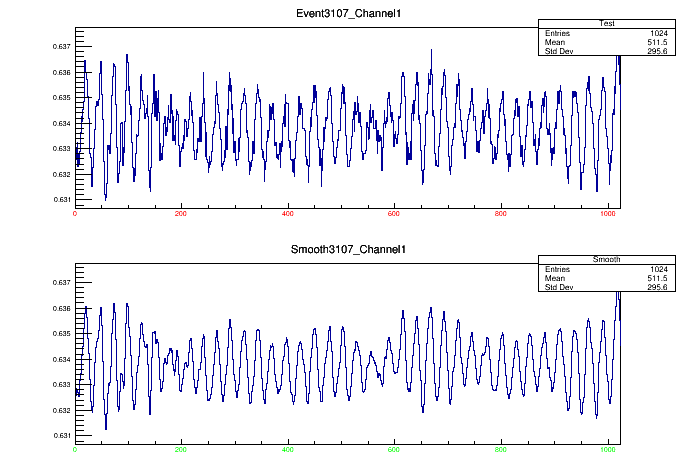 Event3107_Channel1
Test
Entries 1024
Mean 511.5
Std Dev 295.6
0.637
0.636
0.635
0.634
0.633
0.632
0.631
0 200 400 600 800 1000
Smooth3107_Channel1
Smooth
Entries 1024
Mean 511.5
Std Dev 295.6
0.637
0.636
0.635
0.634
0.633
0.632
0.631
0 200 400 600 800 1000